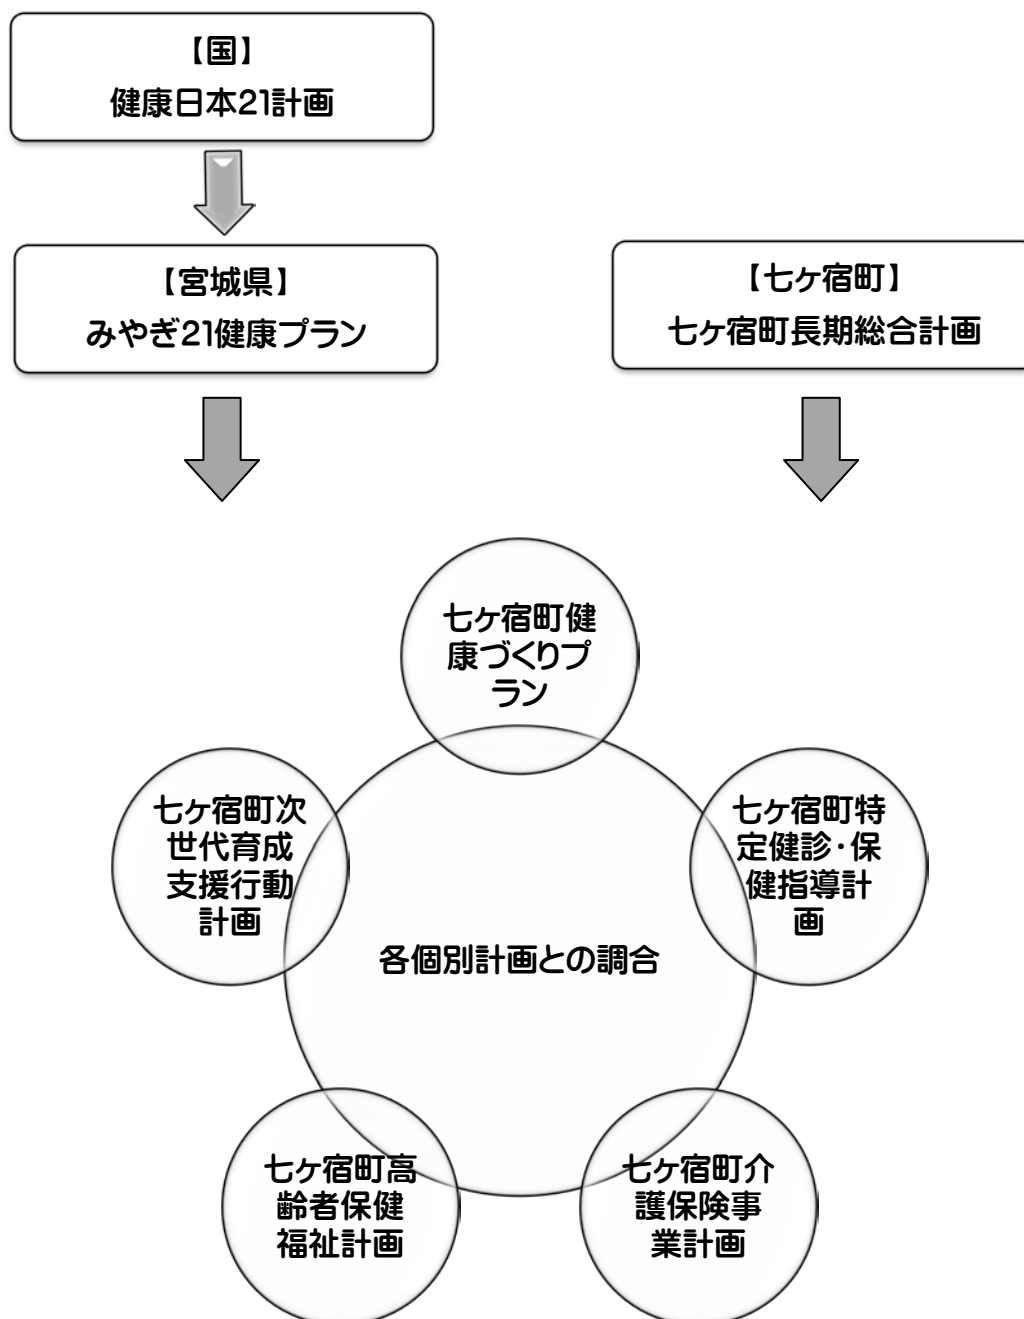 【国】
健康日本21計画
【宮城県】
みやぎ21健康プラン
【七ヶ宿町】
七ヶ宿町長期総合計画
七ヶ宿町健
康づくりプ
ラン
七ヶ宿町次
世代育成
支援行動
計画
七ヶ宿町特
定健診・保
健指導計
画
各個別計画との調合
七ヶ宿町高
齢者保健
福祉計画
七ヶ宿町介
護保険事
業計画